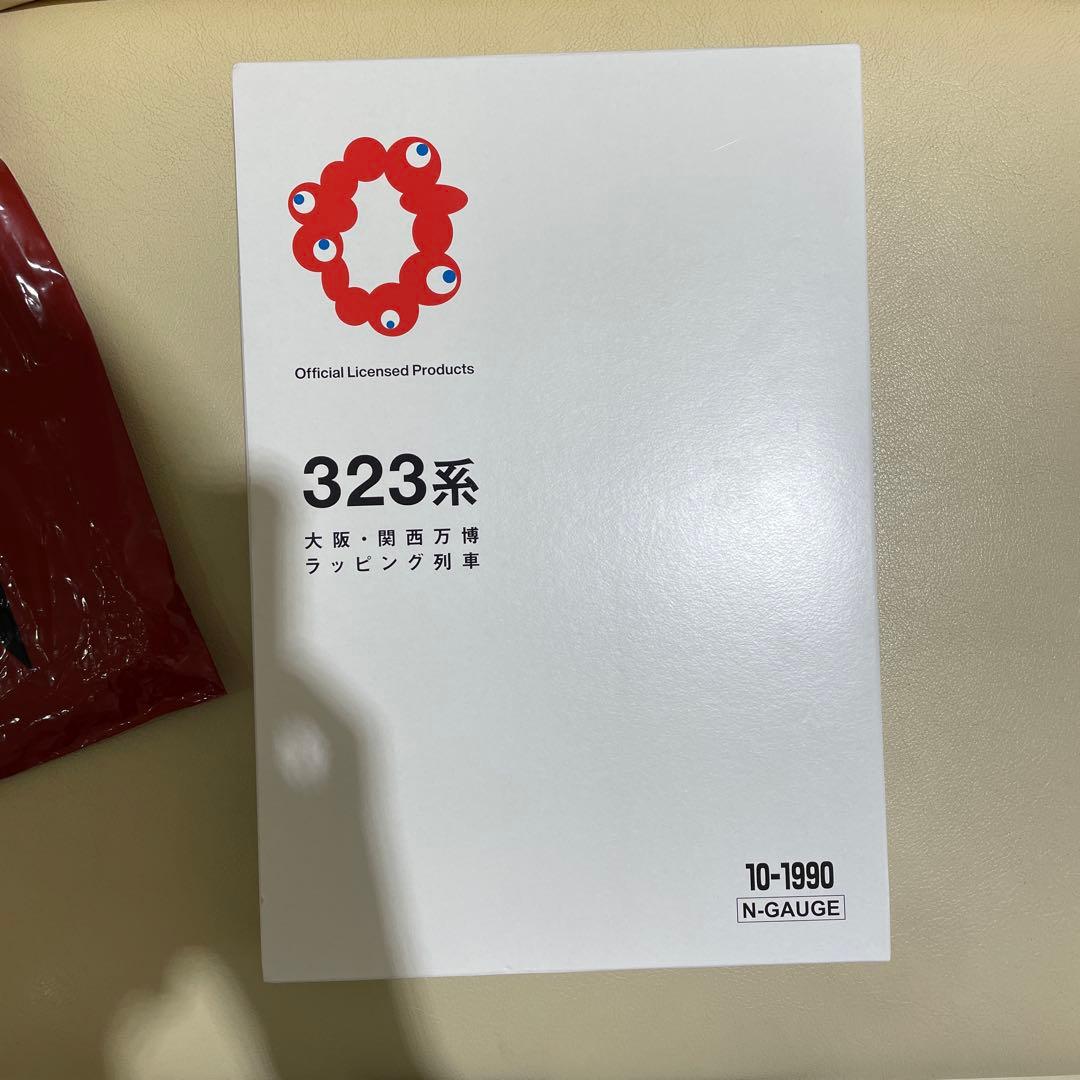 Official Licensed Products
323系
大阪・関西万博
ラッピング列車
10-1990
N-GAUGE